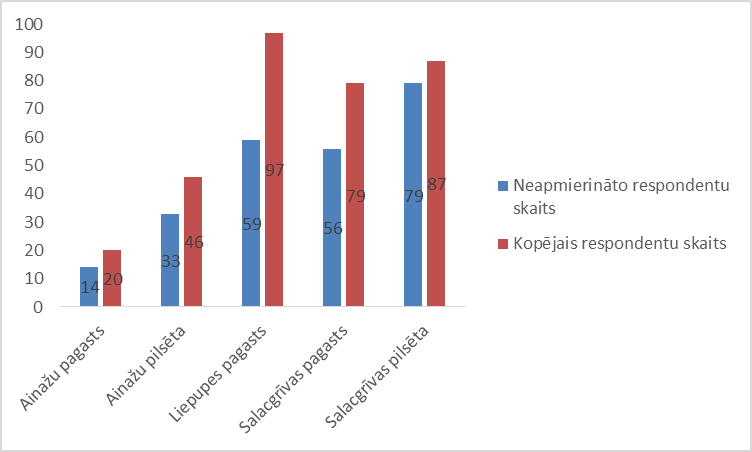 100
90
80
70
60
50
40
30
20
10
0
14
20
33
46
59
97
56
79
79
87
Ainažu pagasts
Ainažu pilsēta
Liepupes pagasts
Salacgrīvas pagasts
Salacgrīvas pilsēta
Neapmierināto respondentu
skaits
Kopējais respondentu skaits